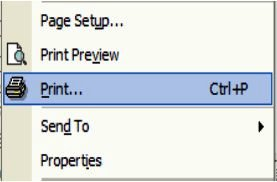 Page Setup...
Print Preview
Print... Ctrl+P
Send To
Properties